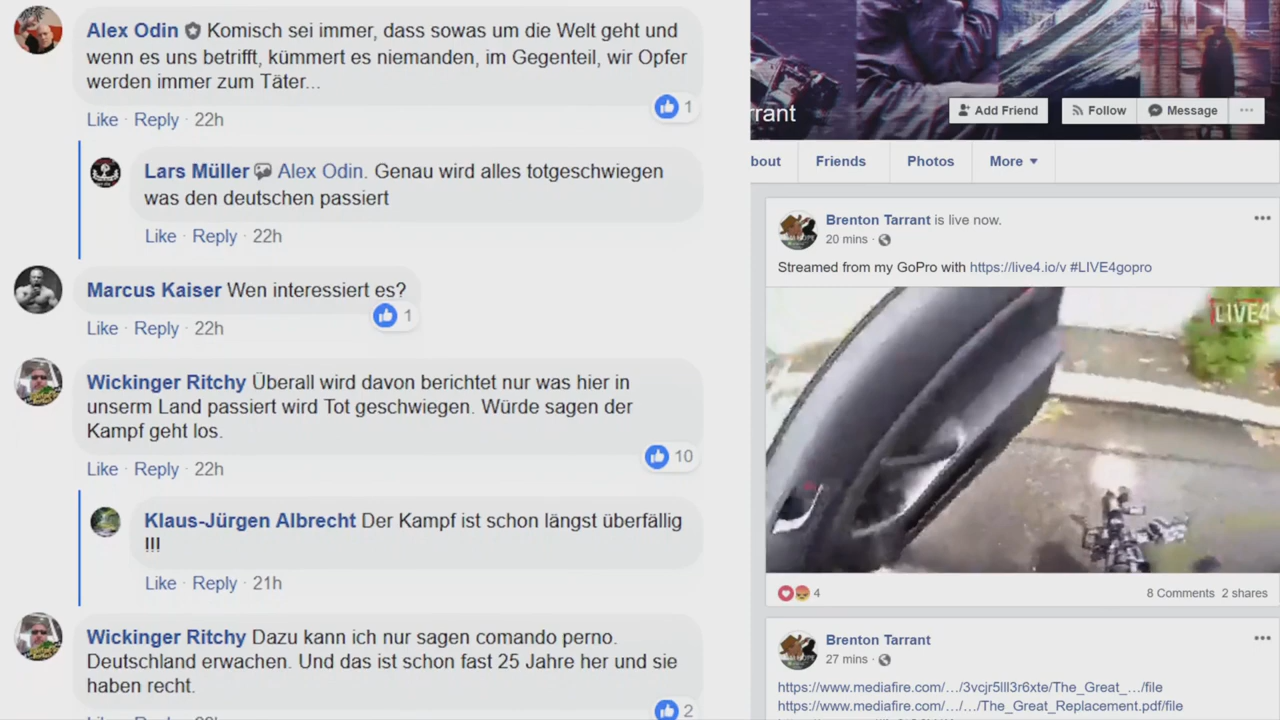 Alex Odin Komisch sei immer, dass sowas um die Welt geht und
wenn es uns betrifft, kümmert es niemanden, im Gegenteil, wir Opfer
werden immer zum Täter...
1
Like · Reply · 22h
Lars Müller Alex Odin. Genau wird alles totgeschwiegen
was den deutschen passiert
Like · Reply · 22h
Marcus Kaiser Wen interessiert es?
1
Like · Reply · 22h
Wickinger Ritchy Überall wird davon berichtet nur was hier in
unserm Land passiert wird Tot geschwiegen. Würde sagen der
Kampf geht los.
10
Like · Reply · 22h
Klaus-Jürgen Albrecht Der Kampf ist schon längst überfällig
!!!
Like · Reply · 21h
Wickinger Ritchy Dazu kann ich nur sagen comando perno.
Deutschland erwachen. Und das ist schon fast 25 Jahre her und sie
haben recht.
2
rrant
Add Friend Follow Message ...
bout Friends Photos More
Brenton Tarrant is live now.
20 mins ·
Streamed from my GoPro with https://live4.io/v #LIVE4gopro
LIVE4
4 8 Comments 2 shares
Brenton Tarrant
27 mins ·
https://www.mediafire.com/.../3vcjr5lll3r6xte/The_Great_.../file
https://www.mediafire.com/.../.../The_Great_Replacement.pdf/file